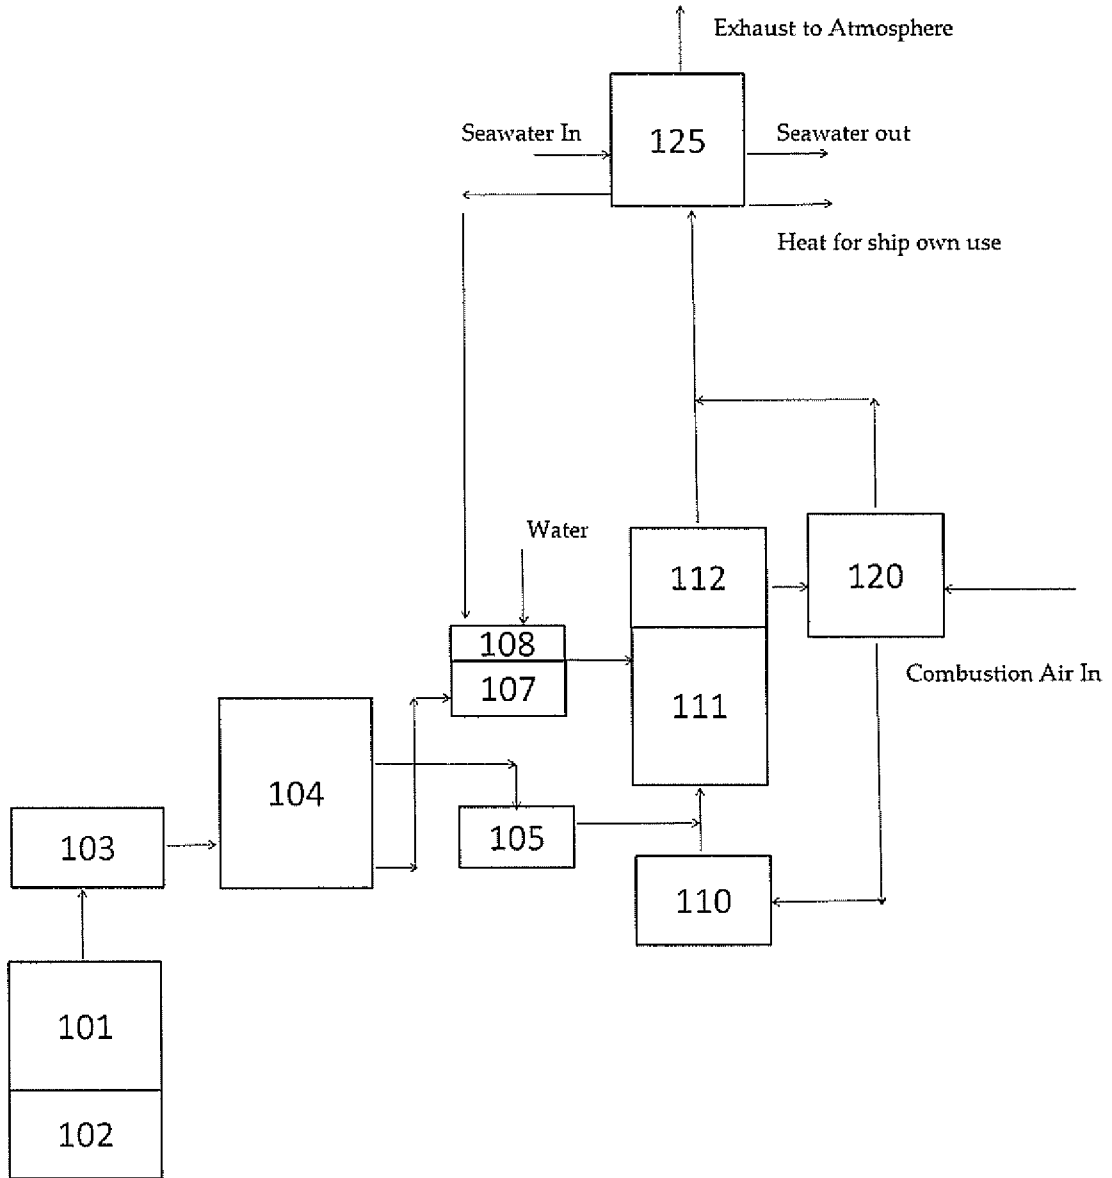 Exhaust to Atmosphere
125
Seawater In
Seawater out
Heat for ship own use
Water
112
120
108
107
111
Combustion Air In
104
103
105
110
101
102